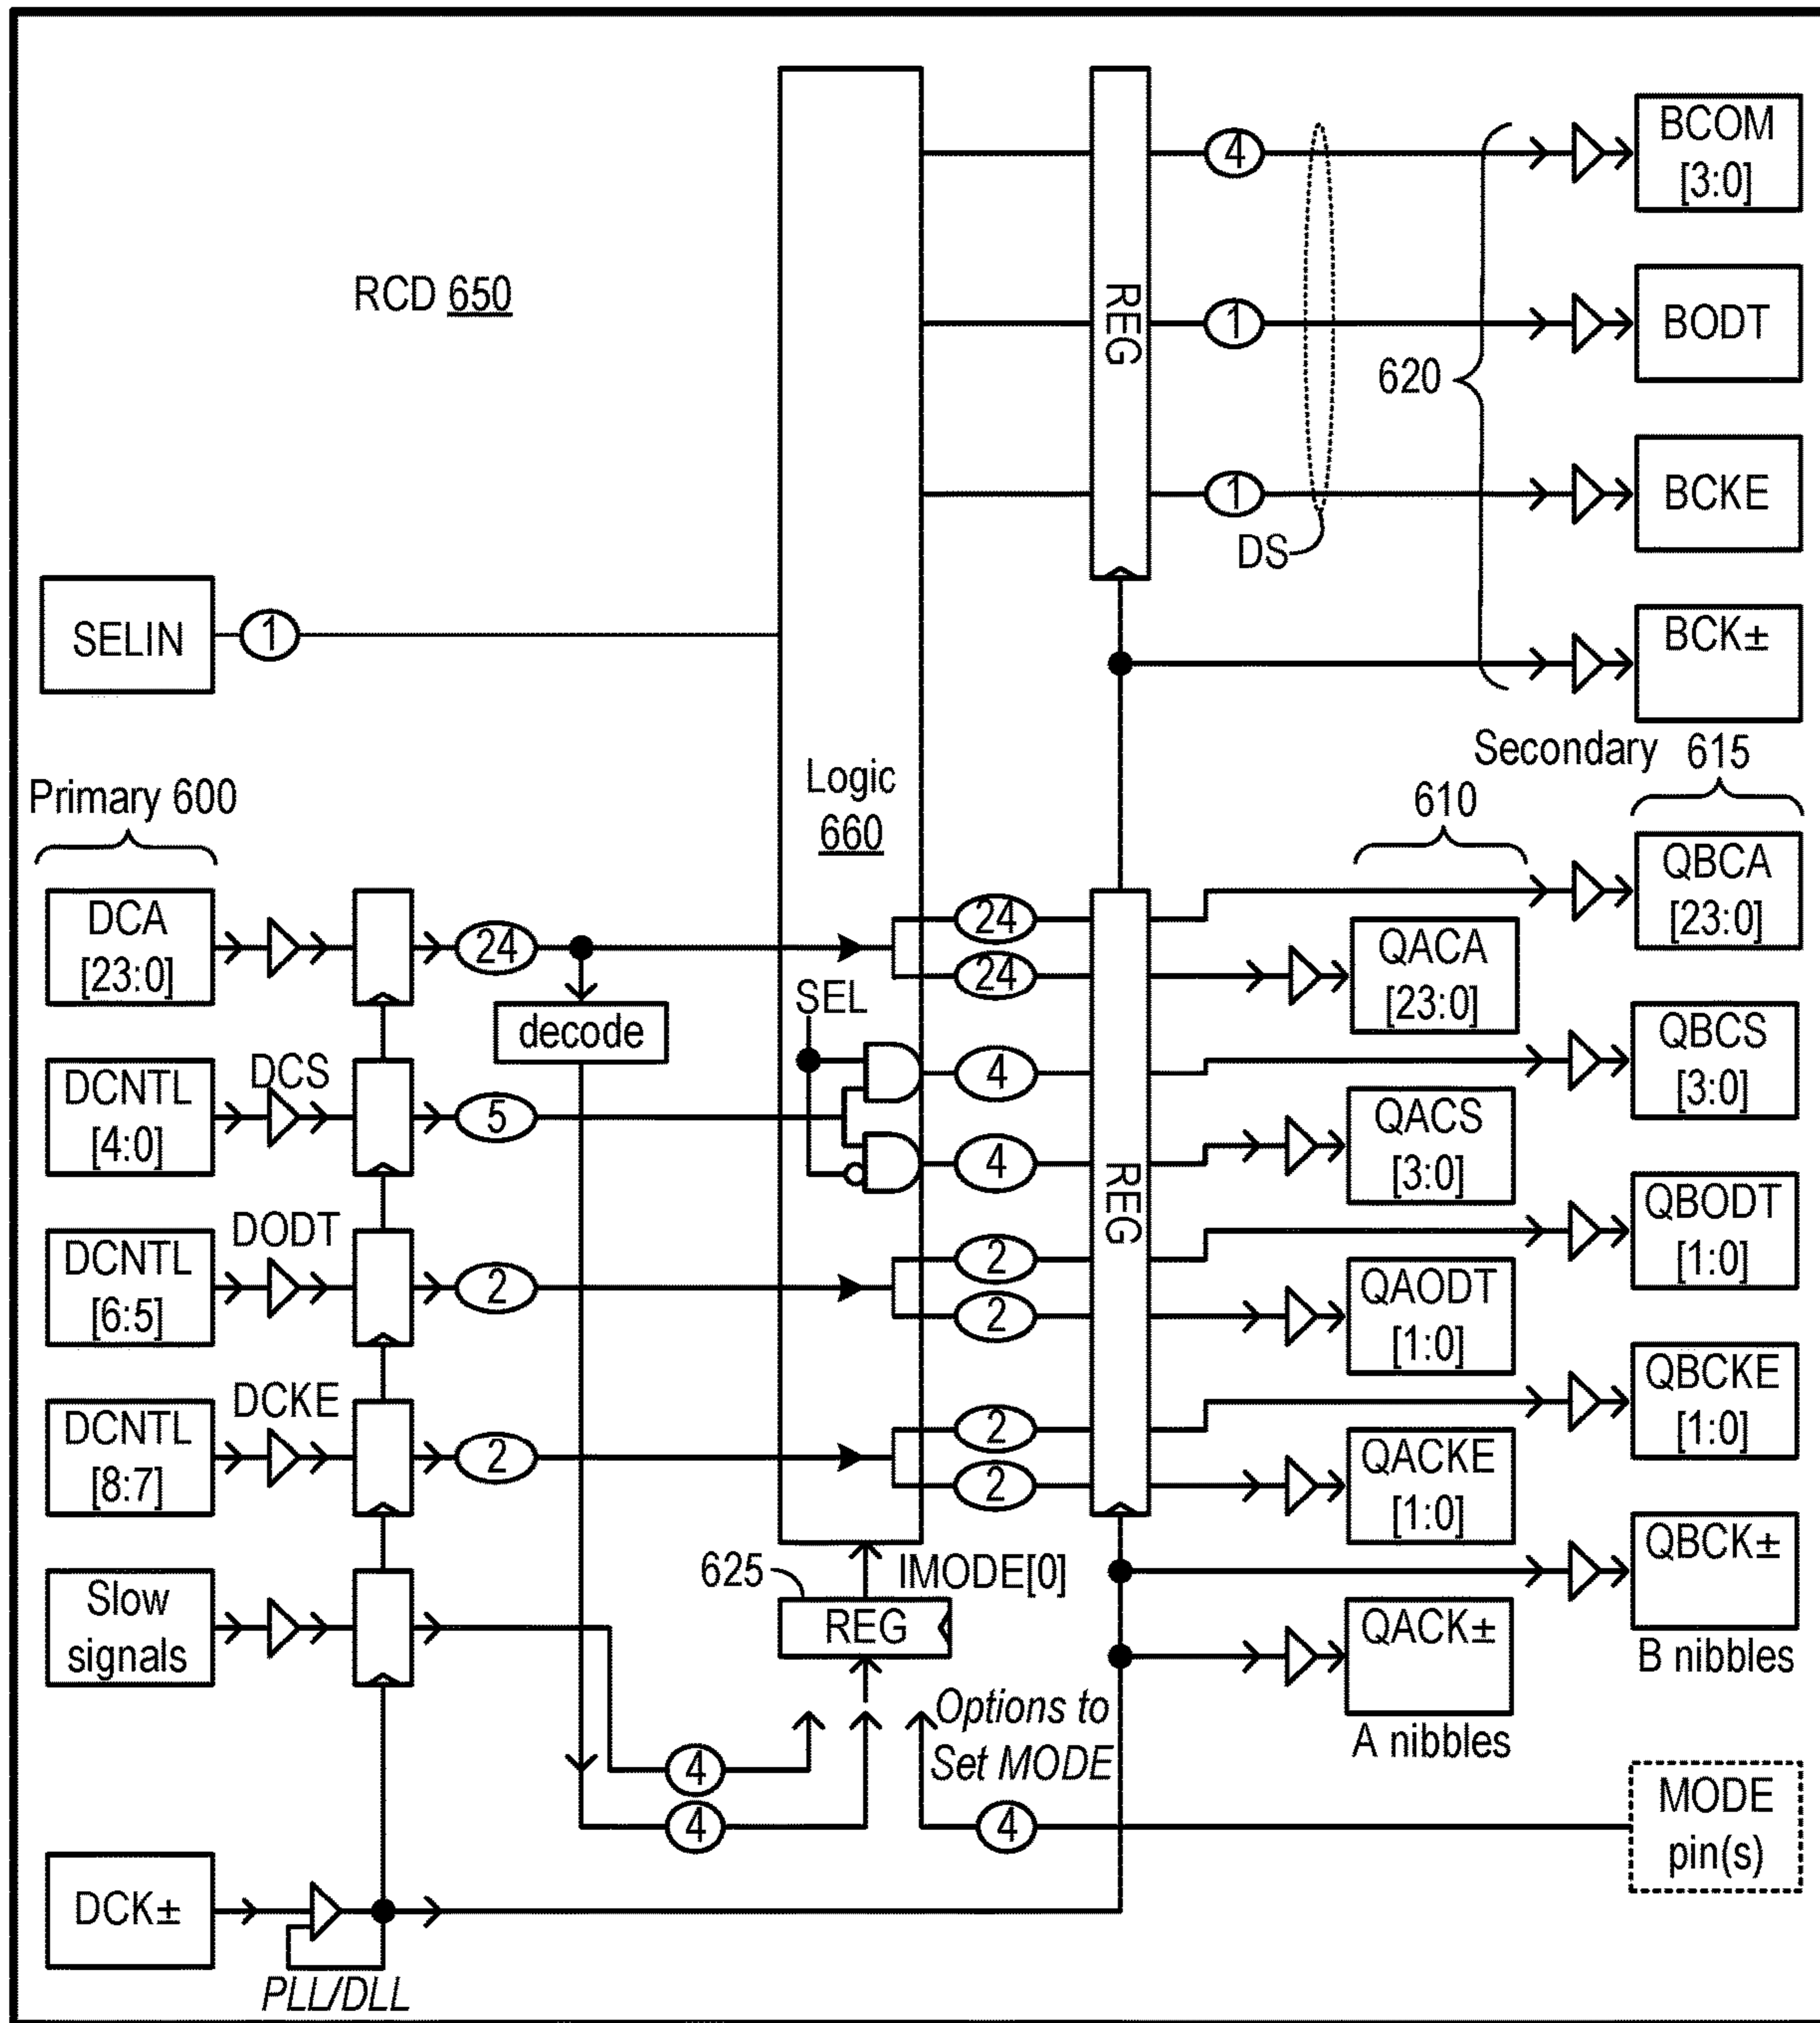 RCD 650
BCOM
[3:0]
4
REG
1
BODT
620
1
BCKE
DS
SELIN
1
BCK±
Secondary 615
Primary 600
Logic
660
610
DCA
[23:0]
24
24
24
QBCA
[23:0]
QACA
[23:0]
SEL
decode
DCNTL
[4:0]
DCS
5
4
4
REG
QBCS
[3:0]
QACS
[3:0]
DCNTL
[6:5]
DODT
2
2
2
QBODT
[1:0]
QAODT
[1:0]
DCNTL
[8:7]
DCKE
2
2
2
QBCKE
[1:0]
QACKE
[1:0]
Slow
signals
625
IMODE[0]
REG
QBCK±
B nibbles
QACK±
A nibbles
Options to
Set MODE
4
4
4
MODE
pin(s)
DCK±
PLL/DLL